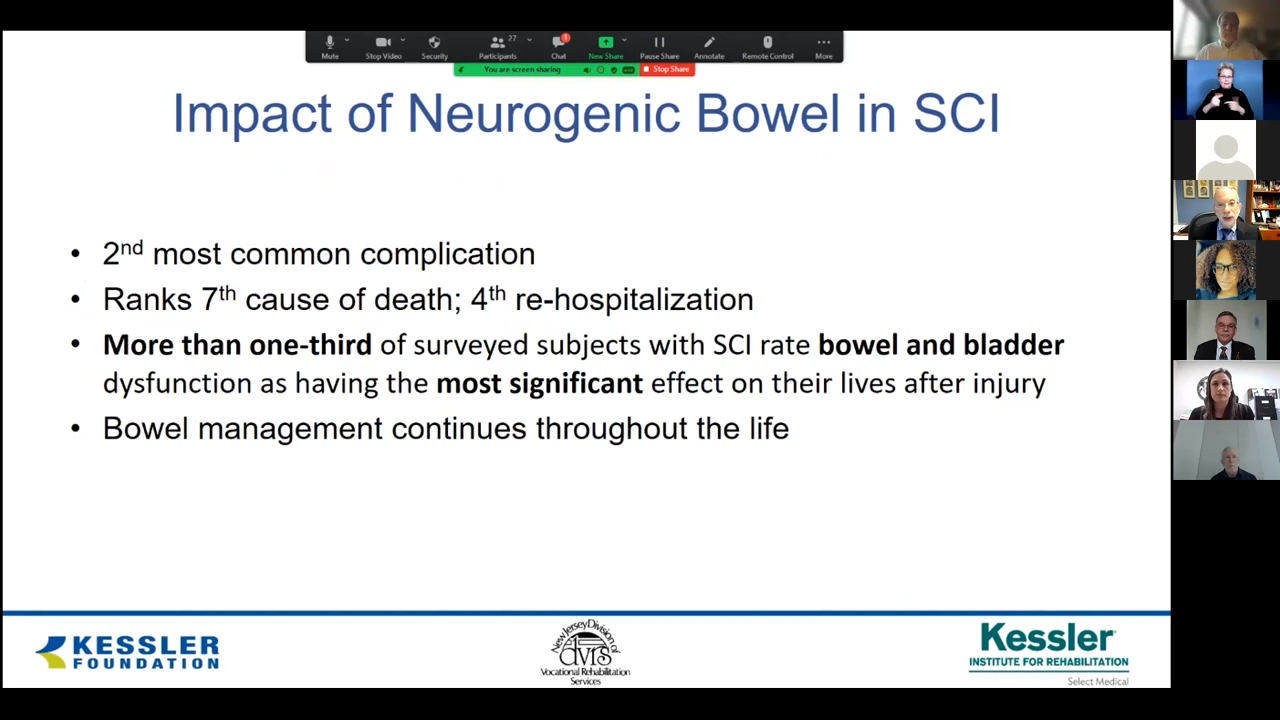 27
1
Mute
Stop Video
Security
Participants
Chat
New Share
Pause Share
Annotate
Remote Control
More
You are screen sharing
Stop Share
Impact of Neurogenic Bowel in SCI
• 2nd most common complication
• Ranks 7th cause of death; 4th re-hospitalization
• More than one-third of surveyed subjects with SCI rate bowel and bladder
dysfunction as having the most significant effect on their lives after injury
• Bowel management continues throughout the life
KESSLER
FOUNDATION
New Jersey Division of
dvrs
Vocational Rehabilitation
Services
Kessler
INSTITUTE FOR REHABILITATION
Select Medical